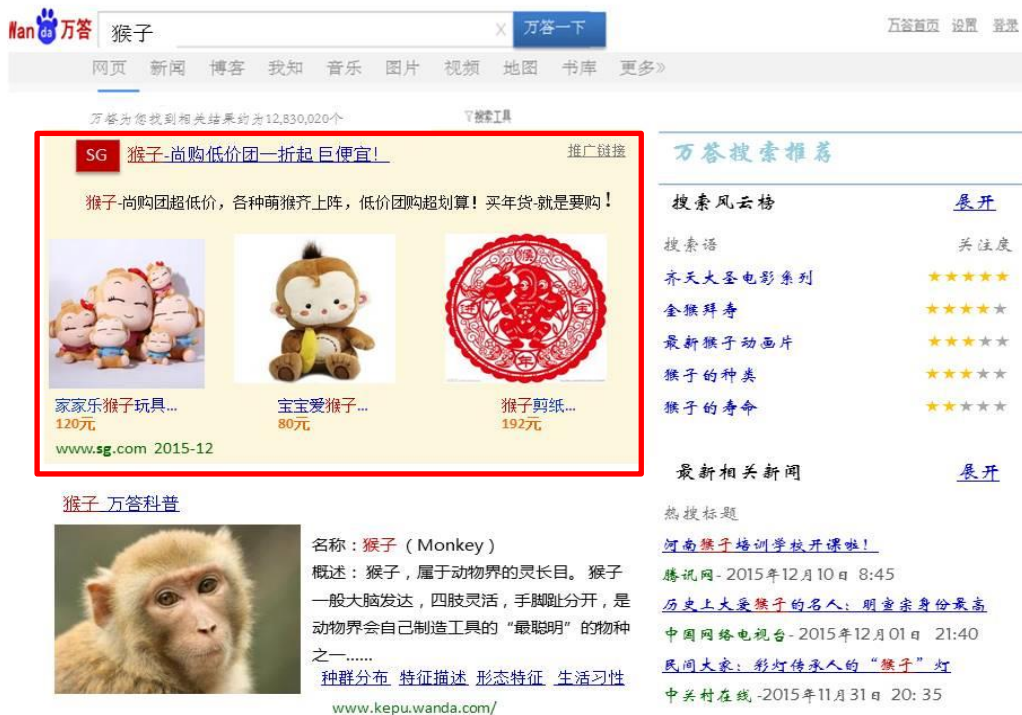 Wan da 万答
猴子
X
万答一下
万答首页 设置 登录
网页 新闻 博客 我知 音乐 图片 视频 地图 书库 更多»
万答为您找到相关结果约为12,830,020个
搜索工具
SG 猴子-尚购低价团一折起 巨便宜！
推广链接
猴子-尚购团超低价，各种萌猴齐上阵，低价团购超划算！买年货-就是要购！
家家乐猴子玩具...
120元
宝宝爱猴子...
80元
猴子剪纸...
192元
www.sg.com 2015-12
猴子 万答科普
名称：猴子（Monkey）
概述：猴子，属于动物界的灵长目。猴子
一般大脑发达，四肢灵活，手脚趾分开，是
动物界会自己制造工具的“最聪明”的物种
之一......
种群分布 特征描述 形态特征 生活习性
www.kepu.wanda.com/
万答搜索推荐
搜索风云榜 展开
搜索语 关注度
齐天大圣电影系列 ★★★★★
金猴拜寿 ★★★★★
最新猴子动画片 ★★★★★
猴子的种类 ★★★★★
猴子的寿命 ★★★★★
最新相关新闻 展开
热搜标题
河南猴子培训学校开课啦！
腾讯网-2015年12月10日 8:45
历史上大爱猴子的名人：明宣宗身份最高
中国网络电视台-2015年12月01日 21:40
民间大家：彩灯传承人的“猴子”灯
中关村在线-2015年11月31日 20:35